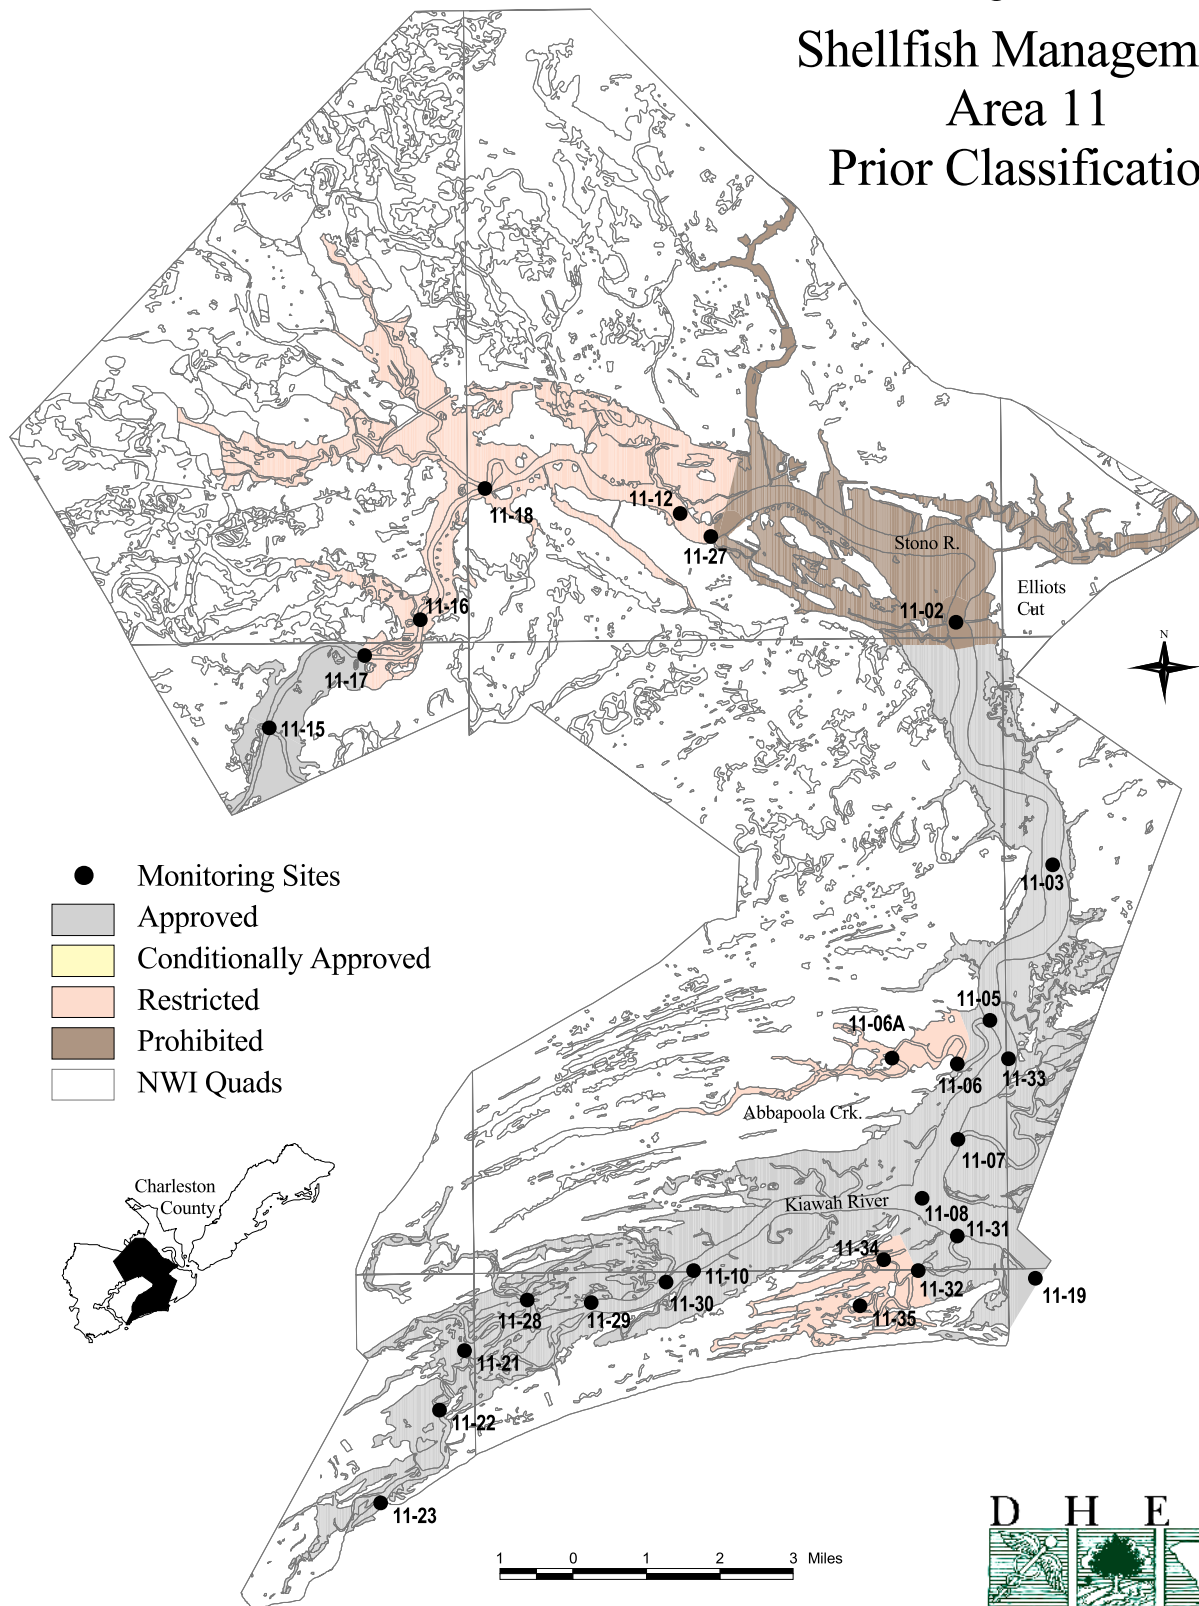 Shellfish Managem
Area 11
Prior Classificatio
11-12
11-18
11-27
Stono R.
Elliots
Cut
11-02
11-16
11-17
11-15
N
11-03
Monitoring Sites
Approved
Conditionally Approved
Restricted
Prohibited
NWI Quads
11-05
11-06A
11-06
11-33
Abbapoola Crk.
11-07
Charleston
County
Kiawah River
11-08
11-31
11-34
11-10
11-32
11-19
11-30
11-28
11-29
11-35
11-21
11-22
11-23
1 0 1 2 3 Miles
D H E